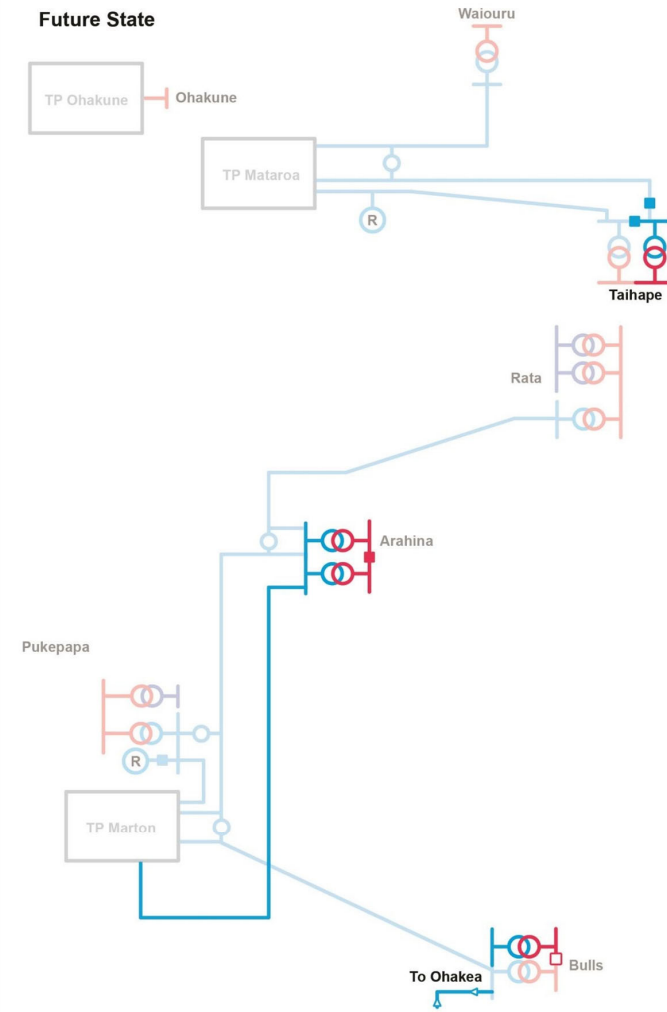 Future State
Waiouru
TP Ohakune
Ohakune
TP Mataroa
R
Taihape
Rata
Arahina
Pukepapa
R
TP Marton
Bulls
To Ohakea